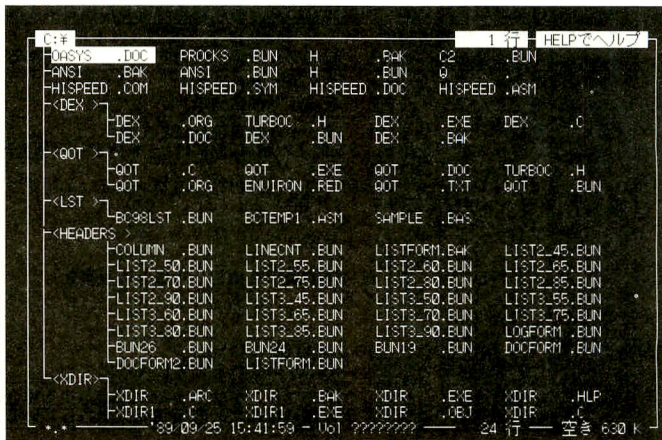 C:¥ 1 行 HELPでヘルプ
OASYS .DOC PROCKS .BUN H .BAK C2 .BUN
ANSI .BAK ANSI .BUN H .BUN Q .
HISPEED .COM HISPEED .SYM HISPEED .DOC HISPEED .ASM
<DEX >
DEX .ORG TURBOC .H DEX .EXE DEX .C
DEX .DOC DEX .BUN DEX .BAK
<QOT >
QOT .C QOT .EXE QOT .DOC TURBOC .H
QOT .ORG ENVIRON .RED QOT .TXT QOT .BUN
<LST >
BC98LST .BUN BCTEMP1 .ASM SAMPLE .BAS
<HEADERS >
COLUMN .BUN LINECNT .BUN LISTFORM.BAK LIST2_45.BUN
LIST2_50.BUN LIST2_55.BUN LIST2_60.BUN LIST2_65.BUN
LIST2_70.BUN LIST2_75.BUN LIST2_80.BUN LIST2_85.BUN
LIST2_90.BUN LIST3_45.BUN LIST3_50.BUN LIST3_55.BUN
LIST3_60.BUN LIST3_65.BUN LIST3_70.BUN LIST3_75.BUN
LIST3_80.BUN LIST3_85.BUN LIST3_90.BUN LOGFORM .BUN
BUN26 .BUN BUN24 .BUN BUN19 .BUN DOCFORM .BUN
DOCFORM2.BUN LISTFORM.BUN
<XDIR>
XDIR .ARC XDIR .BAK XDIR .EXE XDIR .HLP
XDIR1 .C XDIR1 .EXE XDIR .OBJ XDIR .C
*.* '89/09/25 15:41:59 - Vol ???????? 24 行 空き 630 K